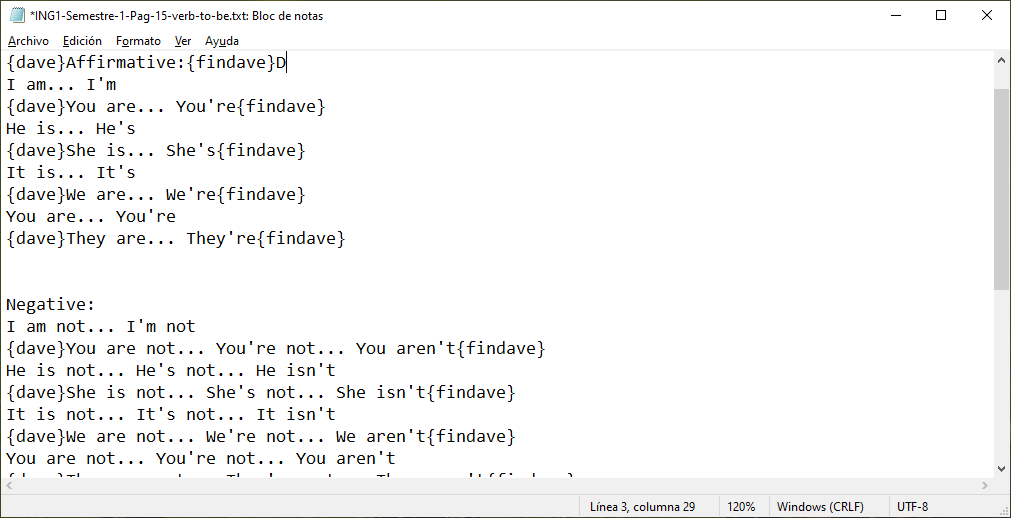 *ING1-Semestre-1-Pag-15-verb-to-be.txt: Bloc de notas
Archivo Edición Formato Ver Ayuda
{dave}Affirmative:{findave}D
I am... I'm
{dave}You are... You're{findave}
He is... He's
{dave}She is... She's{findave}
It is... It's
{dave}We are... We're{findave}
You are... You're
{dave}They are... They're{findave}
Negative:
I am not... I'm not
{dave}You are not... You're not... You aren't{findave}
He is not... He's not... He isn't
{dave}She is not... She's not... She isn't{findave}
It is not... It's not... It isn't
{dave}We are not... We're not... We aren't{findave}
You are not... You're not... You aren't
Línea 3, columna 29 120% Windows (CRLF) UTF-8